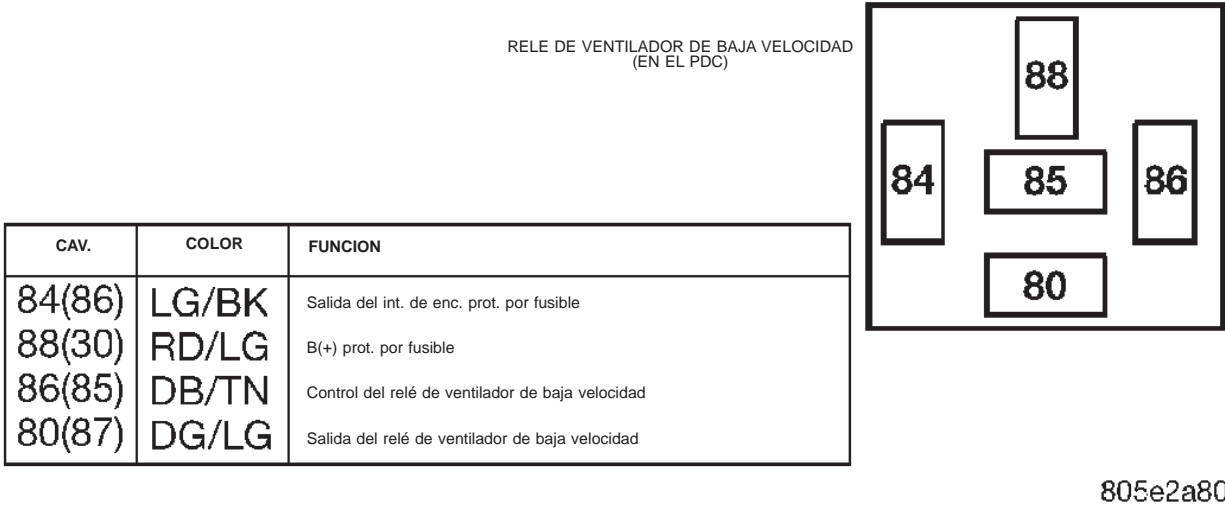 RELE DE VENTILADOR DE BAJA VELOCIDAD
(EN EL PDC)
88
84
85
86
80
CAV. COLOR FUNCION
84(86) LG/BK Salida del int. de enc. prot. por fusible
88(30) RD/LG B(+) prot. por fusible
86(85) DB/TN Control del relé de ventilador de baja velocidad
80(87) DG/LG Salida del relé de ventilador de baja velocidad
805e2a80